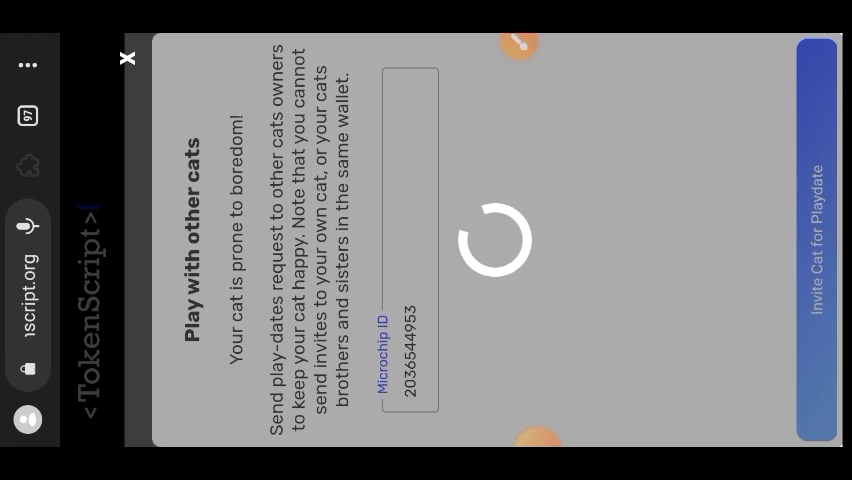 97
ıscript.org
<TokenScript>
X
Play with other cats
Your cat is prone to boredom!
Send play-dates request to other cats owners
to keep your cat happy. Note that you cannot
send invites to your own cat, or your cats
brothers and sisters in the same wallet.
Microchip ID
2036544953
Invite Cat for Playdate